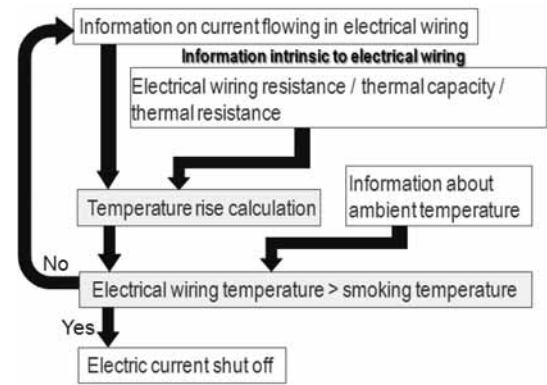 Information on current flowing in electrical wiring
Information intrinsic to electrical wiring
Electrical wiring resistance / thermal capacity /
thermal resistance
Information about
ambient temperature
Temperature rise calculation
No
Electrical wiring temperature > smoking temperature
Yes
Electric current shut off